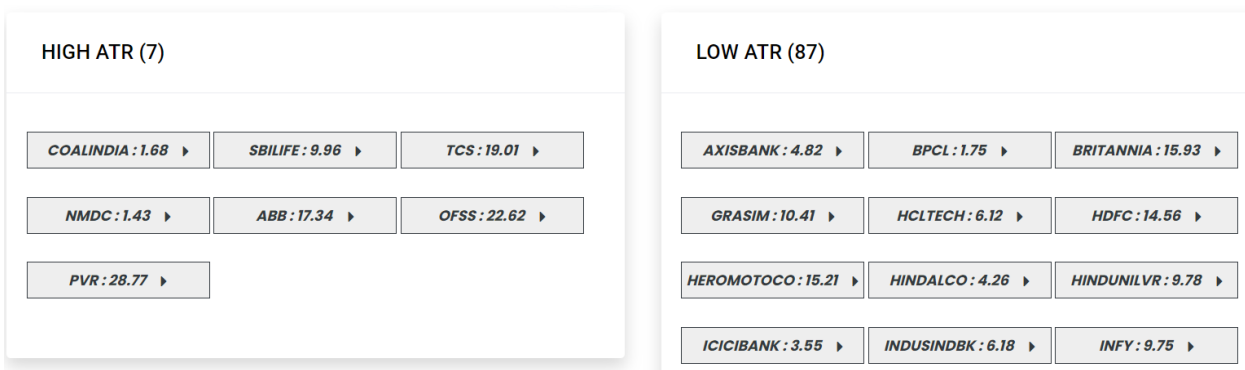 HIGH ATR (7)
COALINDIA : 1.68
SBILIFE : 9.96
TCS : 19.01
NMDC : 1.43
ABB : 17.34
OFSS : 22.62
PVR : 28.77
LOW ATR (87)
AXISBANK : 4.82
BPCL : 1.75
BRITANNIA : 15.93
GRASIM : 10.41
HCLTECH : 6.12
HDFC : 14.56
HEROMOTOCO : 15.21
HINDALCO : 4.26
HINDUNILVR : 9.78
ICICIBANK : 3.55
INDUSINDBK : 6.18
INFY : 9.75